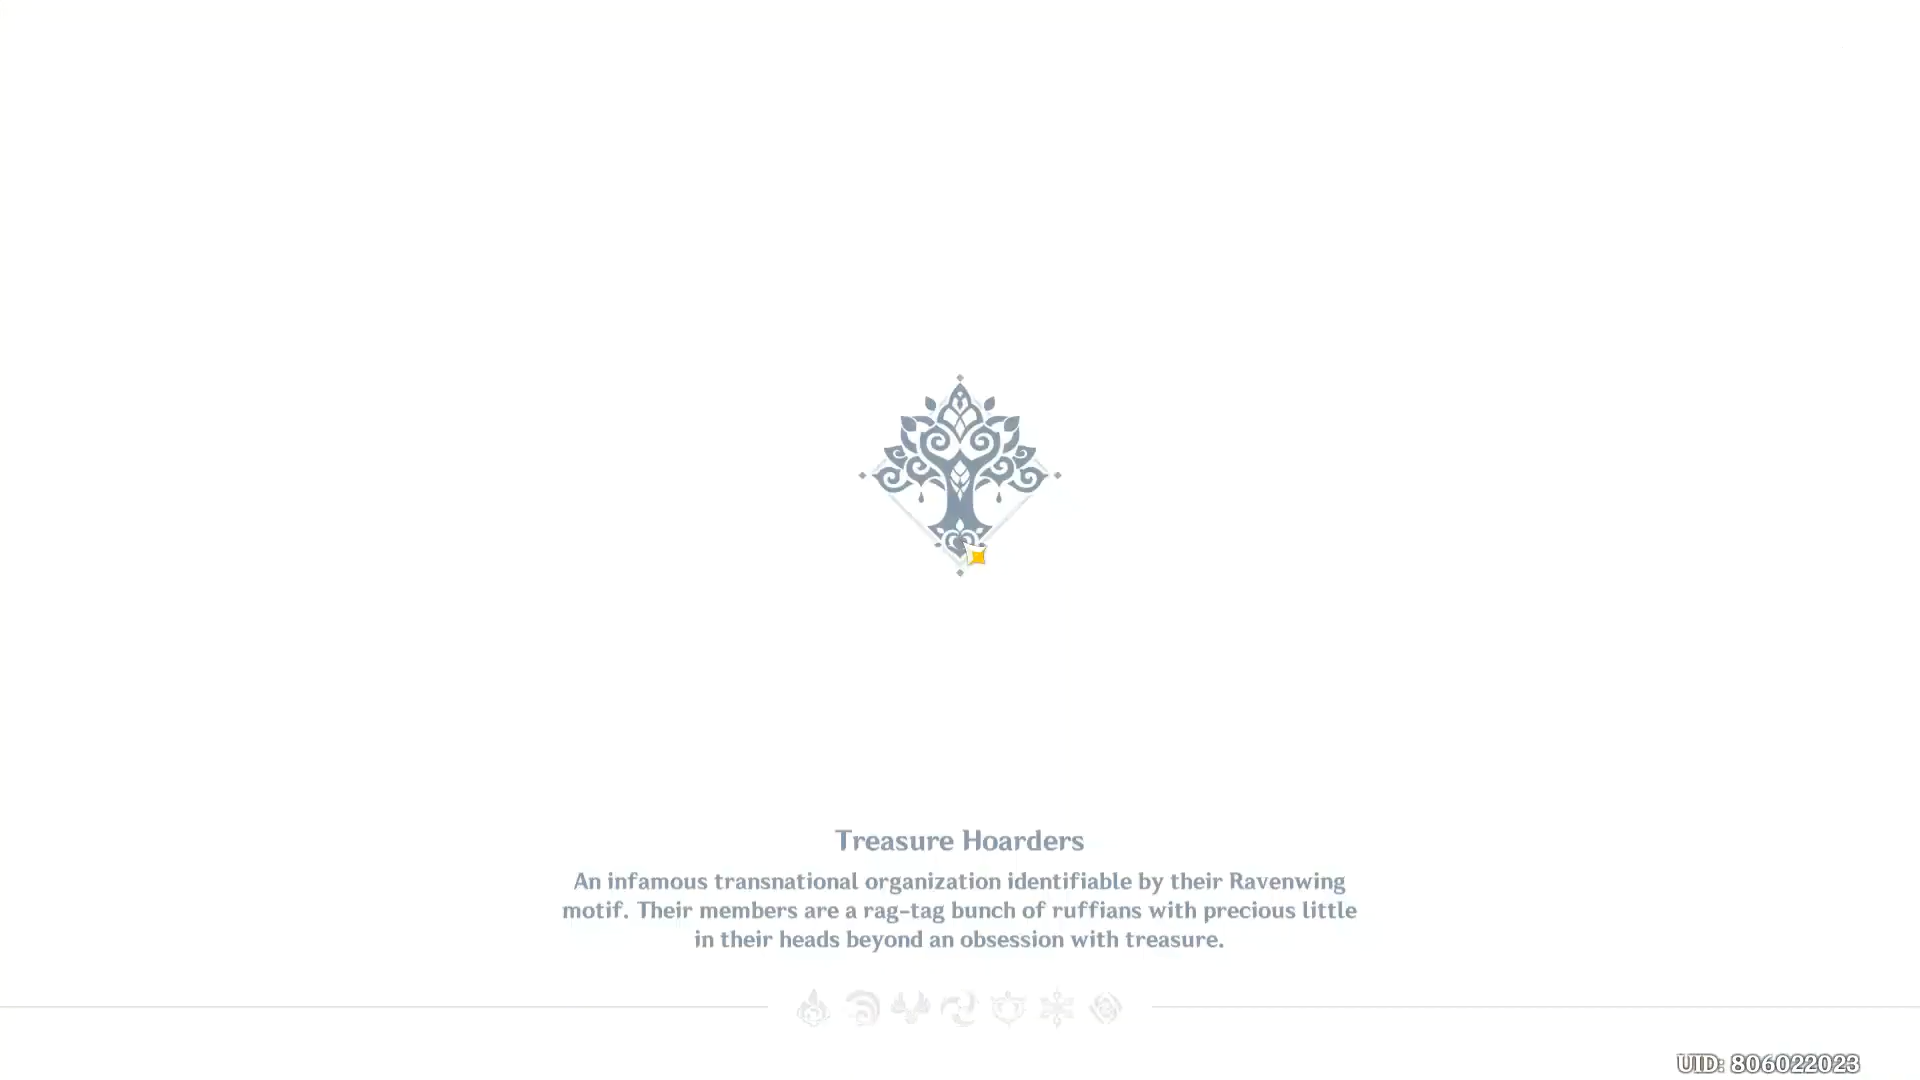 Treasure Hoarders
An infamous transnational organization identifiable by their Ravenwing
motif. Their members are a rag-tag bunch of ruffians with precious little
in their heads beyond an obsession with treasure.
UID: 806022023